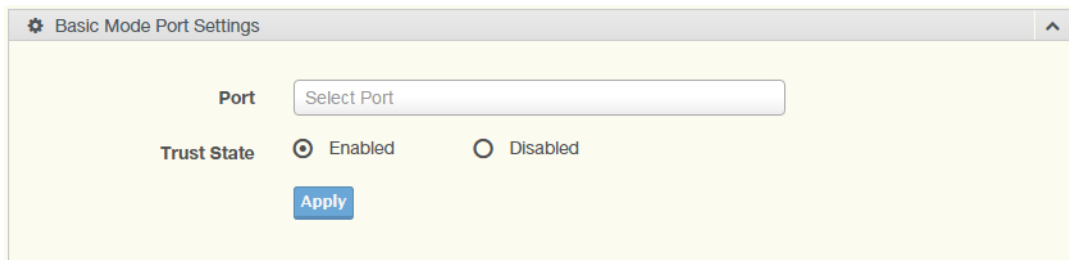 Basic Mode Port Settings
Port Select Port
Trust State Enabled Disabled
Apply